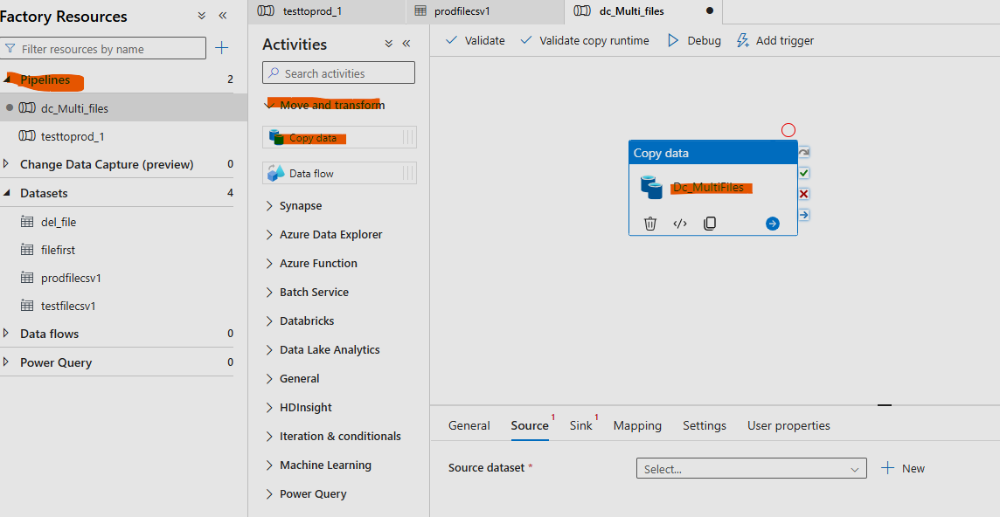 Factory Resources
Filter resources by name
Pipelines 2
dc_Multi_files
testtoprod_1
Change Data Capture (preview) 0
Datasets 4
del_file
filefirst
prodfilecsv1
testfilecsv1
Data flows 0
Power Query 0
testtoprod_1
prodfilecsv1
dc_Multi_files
Activities
Search activities
Move and transform
Copy data
Data flow
Synapse
Azure Data Explorer
Azure Function
Batch Service
Databricks
Data Lake Analytics
General
HDInsight
Iteration & conditionals
Machine Learning
Power Query
Validate Validate copy runtime Debug Add trigger
Copy data
Dc_MultiFiles
General Source 1 Sink 1 Mapping Settings User properties
Source dataset * Select... New